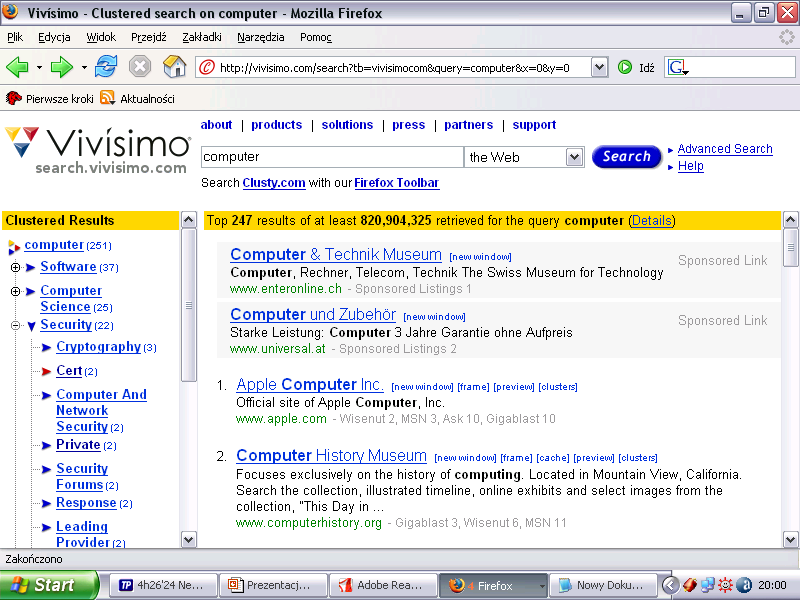 Vivísimo - Clustered search on computer - Mozilla Firefox
Plik Edycja Widok Przejdź Zakładki Narzędzia Pomoc
http://vivisimo.com/search?tb=vivisimocom&query=computer&x=0&y=0 Idź G
Pierwsze kroki Aktualności
about | products | solutions | press | partners | support
Vivísimo
search.vivisimo.com
computer the Web Search Advanced Search
Help
Search Clusty.com with our Firefox Toolbar
Clustered Results
computer (251)
Software (37)
Computer
Science (25)
Security (22)
Cryptography (3)
Cert (2)
Computer And
Network
Security (2)
Private (2)
Security
Forums (2)
Response (2)
Leading
Provider (2)
Top 247 results of at least 820,904,325 retrieved for the query computer (Details)
Computer & Technik Museum [new window] Sponsored Link
Computer, Rechner, Telecom, Technik The Swiss Museum for Technology
www.enteronline.ch - Sponsored Listings 1
Computer und Zubehör [new window] Sponsored Link
Starke Leistung: Computer 3 Jahre Garantie ohne Aufpreis
www.universal.at - Sponsored Listings 2
1. Apple Computer Inc. [new window] [frame] [preview] [clusters]
Official site of Apple Computer, Inc.
www.apple.com - Wisenut 2, MSN 3, Ask 10, Gigablast 10
2. Computer History Museum [new window] [frame] [cache] [preview] [clusters]
Focuses exclusively on the history of computing. Located in Mountain View, California.
Search the collection, illustrated timeline, online exhibits and select images from the
collection, "This Day in ...
www.computerhistory.org - Gigablast 3, Wisenut 6, MSN 11
Zakończono
Start TP 4h26'24 Ne... Prezentacj... Adobe Rea... 4 Firefox Nowy Doku... 20:00